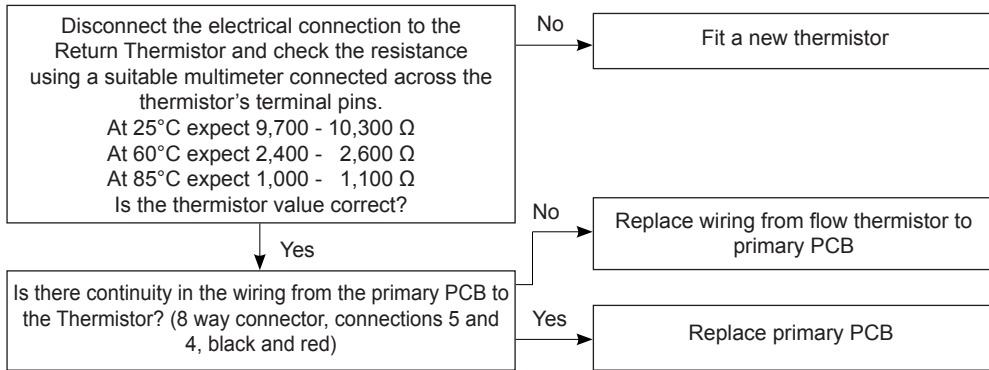 Disconnect the electrical connection to the
Return Thermistor and check the resistance
using a suitable multimeter connected across the
thermistor's terminal pins.
At 25°C expect 9,700 - 10,300 Ω
At 60°C expect 2,400 - 2,600 Ω
At 85°C expect 1,000 - 1,100 Ω
Is the thermistor value correct?
No
Fit a new thermistor
Yes
Is there continuity in the wiring from the primary PCB to
the Thermistor? (8 way connector, connections 5 and
4, black and red)
No
Replace wiring from flow thermistor to
primary PCB
Yes
Replace primary PCB